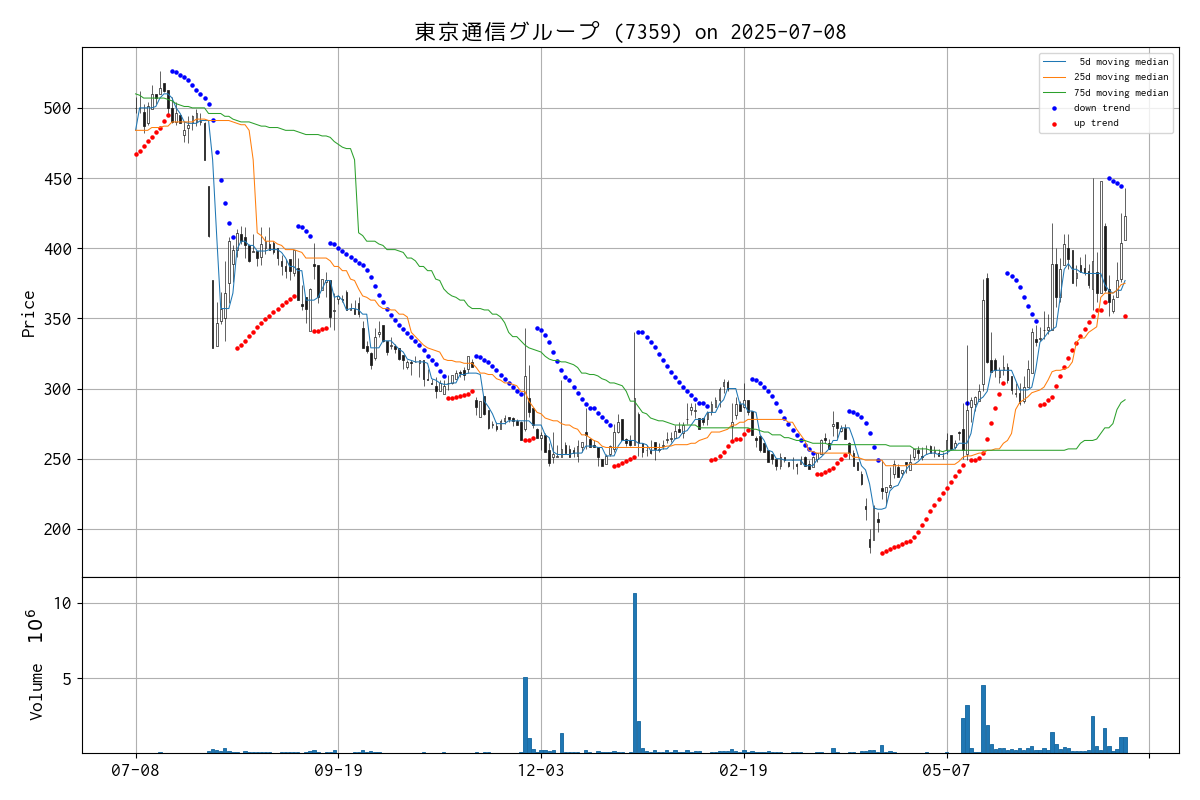 東京通信グループ (7359) on 2025-07-08
5d moving median
25d moving median
75d moving median
down trend
up trend
Price
500
450
400
350
300
250
200
Volume 10⁶
10
5
07-08 09-19 12-03 02-19 05-07